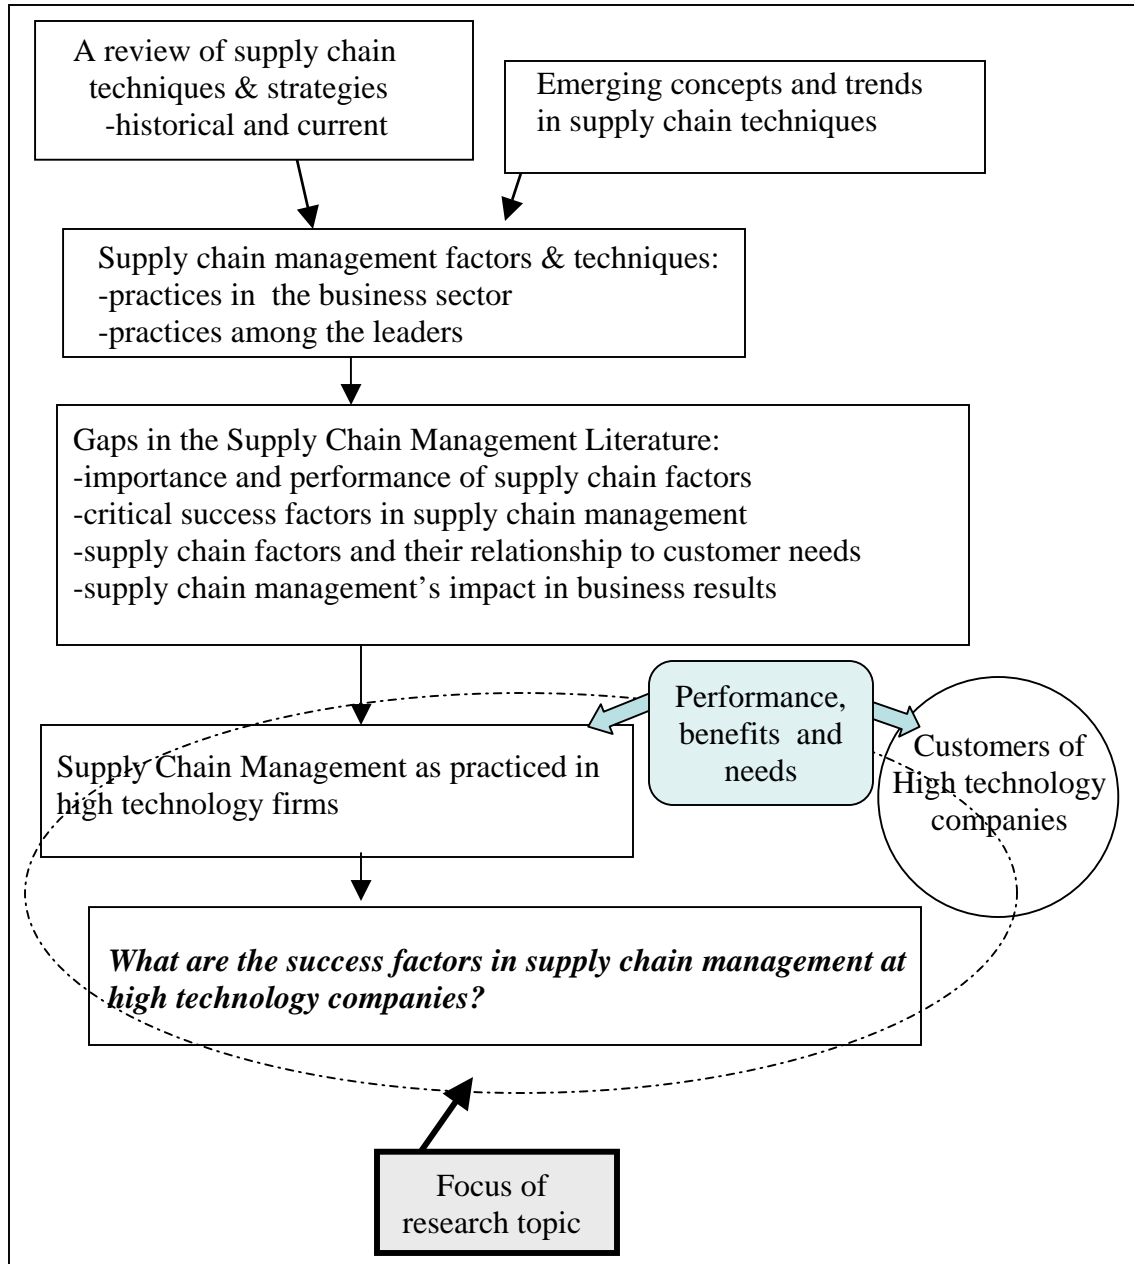 A review of supply chain
techniques & strategies
-historical and current
Emerging concepts and trends
in supply chain techniques
Supply chain management factors & techniques:
-practices in the business sector
-practices among the leaders
Gaps in the Supply Chain Management Literature:
-importance and performance of supply chain factors
-critical success factors in supply chain management
-supply chain factors and their relationship to customer needs
-supply chain management's impact in business results
Performance,
benefits and
needs
Customers of
High technology
companies
Supply Chain Management as practiced in
high technology firms
What are the success factors in supply chain management at
high technology companies?
Focus of
research topic